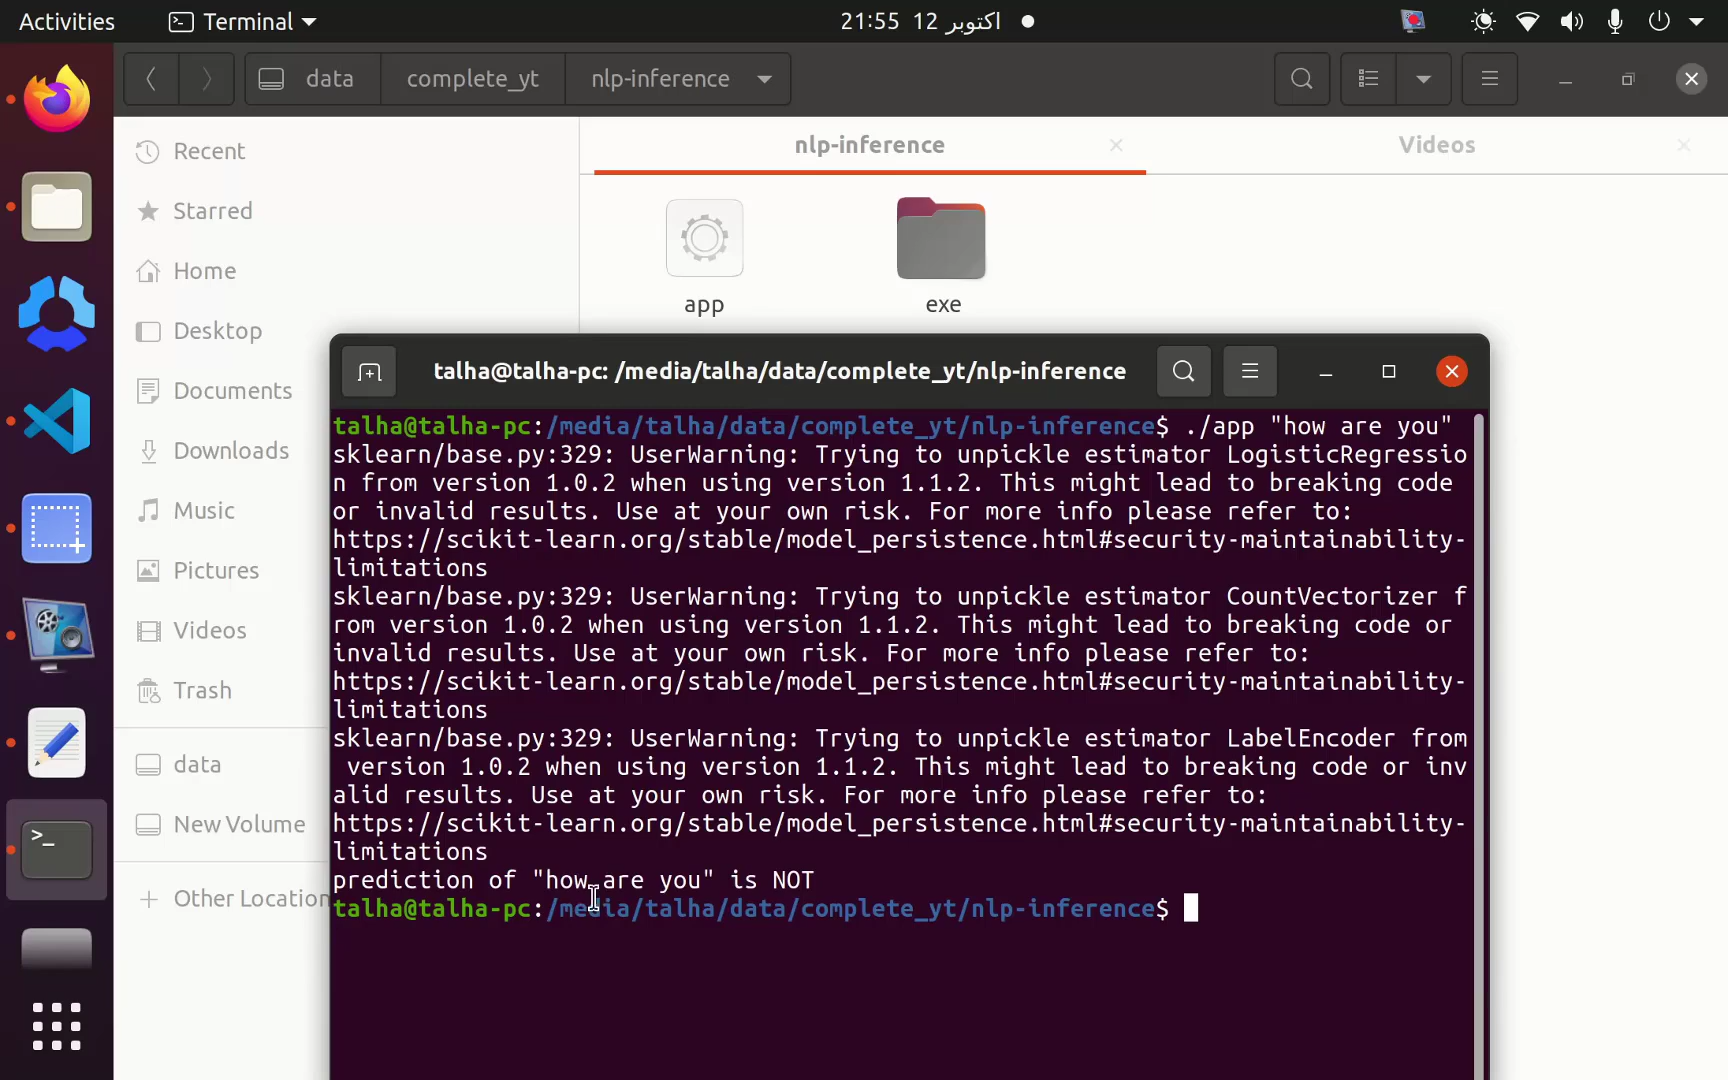 Activities
Terminal
21:55 12 اکتوبر
data
complete_yt
nlp-inference
nlp-inference
Videos
Recent
Starred
Home
Desktop
Documents
Downloads
Music
Pictures
Videos
Trash
data
New Volume
Other Location
app
exe
talha@talha-pc: /media/talha/data/complete_yt/nlp-inference
talha@talha-pc:/media/talha/data/complete_yt/nlp-inference$ ./app "how are you"
sklearn/base.py:329: UserWarning: Trying to unpickle estimator LogisticRegressio
n from version 1.0.2 when using version 1.1.2. This might lead to breaking code
or invalid results. Use at your own risk. For more info please refer to:
https://scikit-learn.org/stable/model_persistence.html#security-maintainability-
limitations
sklearn/base.py:329: UserWarning: Trying to unpickle estimator CountVectorizer f
rom version 1.0.2 when using version 1.1.2. This might lead to breaking code or
invalid results. Use at your own risk. For more info please refer to:
https://scikit-learn.org/stable/model_persistence.html#security-maintainability-
limitations
sklearn/base.py:329: UserWarning: Trying to unpickle estimator LabelEncoder from
 version 1.0.2 when using version 1.1.2. This might lead to breaking code or inv
alid results. Use at your own risk. For more info please refer to:
https://scikit-learn.org/stable/model_persistence.html#security-maintainability-
limitations
prediction of "how are you" is NOT
talha@talha-pc:/media/talha/data/complete_yt/nlp-inference$